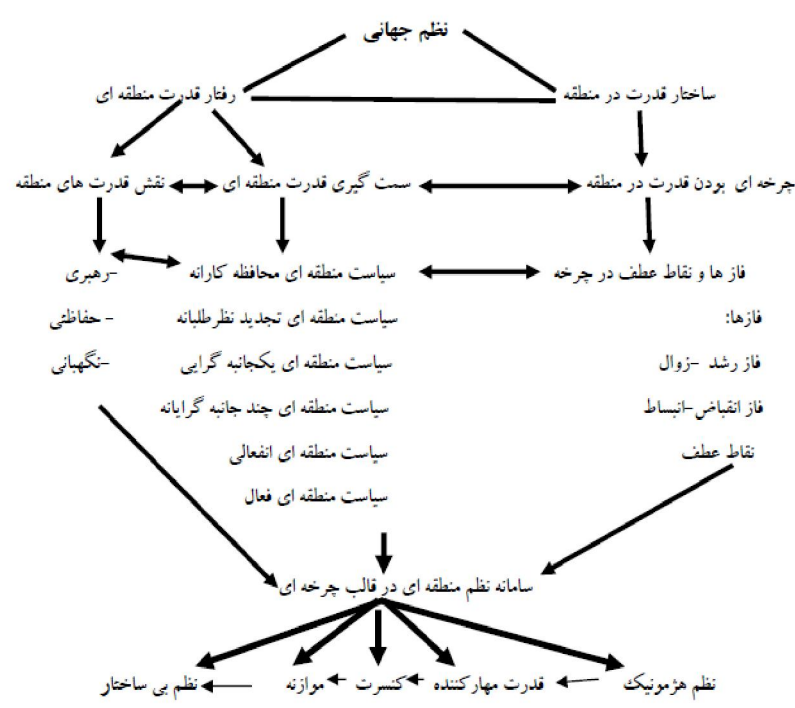 نظم جهانی
ساختار قدرت در منطقه
رفتار قدرت منطقه ای
چرخه ای بودن قدرت در منطقه
سمت گیری قدرت منطقه ای
نقش قدرت های منطقه
فاز ها و نقاط عطف در چرخه
سیاست منطقه ای محافظه کارانه
-رهبری
فازها:
سیاست منطقه ای تجدید نظرطلبانه
- حفاظئی
فاز رشد -زوال
سیاست منطقه ای یکجانبه گرایی
-نگهبانی
فاز انقباض-انبساط
سیاست منطقه ای چند جانبه گرایانه
نقاط عطف
سیاست منطقه ای انفعالی
سیاست منطقه ای فعال
سامانه نظم منطقه ای در قالب چرخه ای
نظم هژمونیک
قدرت مهارکننده
کنسرت
موازنه
نظم بی ساختار